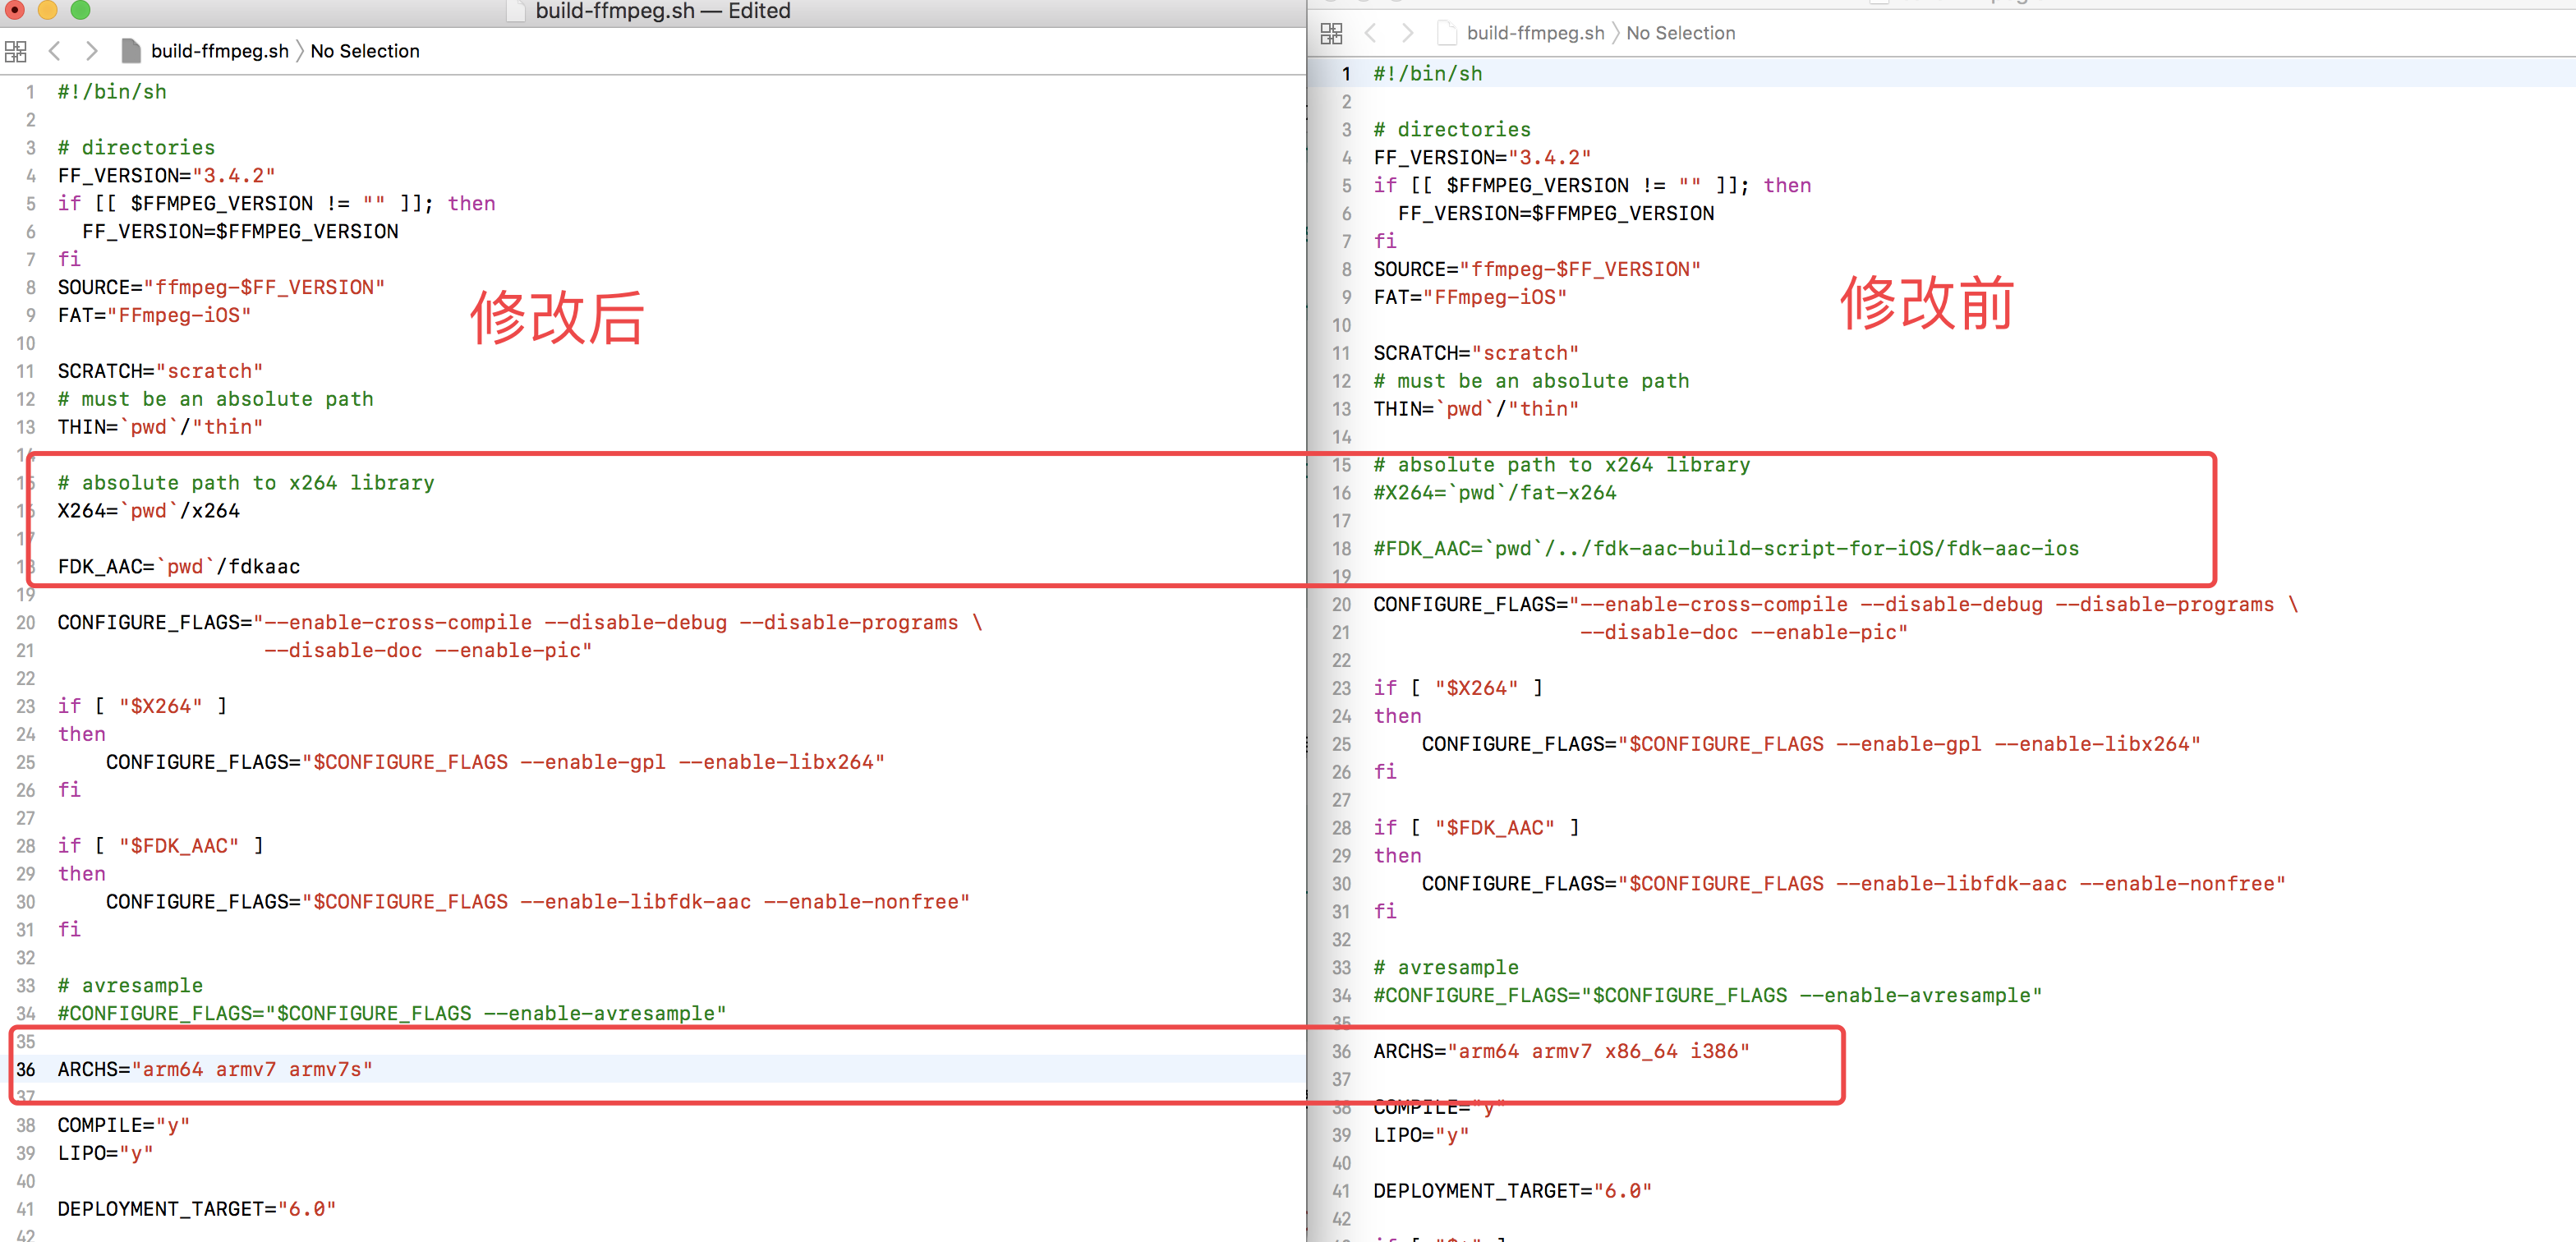 build-ffmpeg.sh — Edited
build-ffmpeg.sh 〉 No Selection
1 #!/bin/sh
2
3 # directories
4 FF_VERSION="3.4.2"
5 if [[ $FFMPEG_VERSION != "" ]]; then
6   FF_VERSION=$FFMPEG_VERSION
7 fi
8 SOURCE="ffmpeg-$FF_VERSION"
9 FAT="FFmpeg-iOS"
修改后
10
11 SCRATCH="scratch"
12 # must be an absolute path
13 THIN=`pwd`/"thin"
14
15 # absolute path to x264 library
16 X264=`pwd`/x264
17
18 FDK_AAC=`pwd`/fdkaac
19
20 CONFIGURE_FLAGS="--enable-cross-compile --disable-debug --disable-programs \
21                  --disable-doc --enable-pic"
22
23 if [ "$X264" ]
24 then
25     CONFIGURE_FLAGS="$CONFIGURE_FLAGS --enable-gpl --enable-libx264"
26 fi
27
28 if [ "$FDK_AAC" ]
29 then
30     CONFIGURE_FLAGS="$CONFIGURE_FLAGS --enable-libfdk-aac --enable-nonfree"
31 fi
32
33 # avresample
34 #CONFIGURE_FLAGS="$CONFIGURE_FLAGS --enable-avresample"
35
36 ARCHS="arm64 armv7 armv7s"
37
38 COMPILE="y"
39 LIPO="y"
40
41 DEPLOYMENT_TARGET="6.0"
42
build-ffmpeg.sh 〉 No Selection
1 #!/bin/sh
2
3 # directories
4 FF_VERSION="3.4.2"
5 if [[ $FFMPEG_VERSION != "" ]]; then
6   FF_VERSION=$FFMPEG_VERSION
7 fi
8 SOURCE="ffmpeg-$FF_VERSION"
9 FAT="FFmpeg-iOS"
修改前
10
11 SCRATCH="scratch"
12 # must be an absolute path
13 THIN=`pwd`/"thin"
14
15 # absolute path to x264 library
16 #X264=`pwd`/fat-x264
17
18 #FDK_AAC=`pwd`/../fdk-aac-build-script-for-iOS/fdk-aac-ios
19
20 CONFIGURE_FLAGS="--enable-cross-compile --disable-debug --disable-programs \
21                  --disable-doc --enable-pic"
22
23 if [ "$X264" ]
24 then
25     CONFIGURE_FLAGS="$CONFIGURE_FLAGS --enable-gpl --enable-libx264"
26 fi
27
28 if [ "$FDK_AAC" ]
29 then
30     CONFIGURE_FLAGS="$CONFIGURE_FLAGS --enable-libfdk-aac --enable-nonfree"
31 fi
32
33 # avresample
34 #CONFIGURE_FLAGS="$CONFIGURE_FLAGS --enable-avresample"
35
36 ARCHS="arm64 armv7 x86_64 i386"
37
38 COMPILE="y"
39 LIPO="y"
40
41 DEPLOYMENT_TARGET="6.0"
42